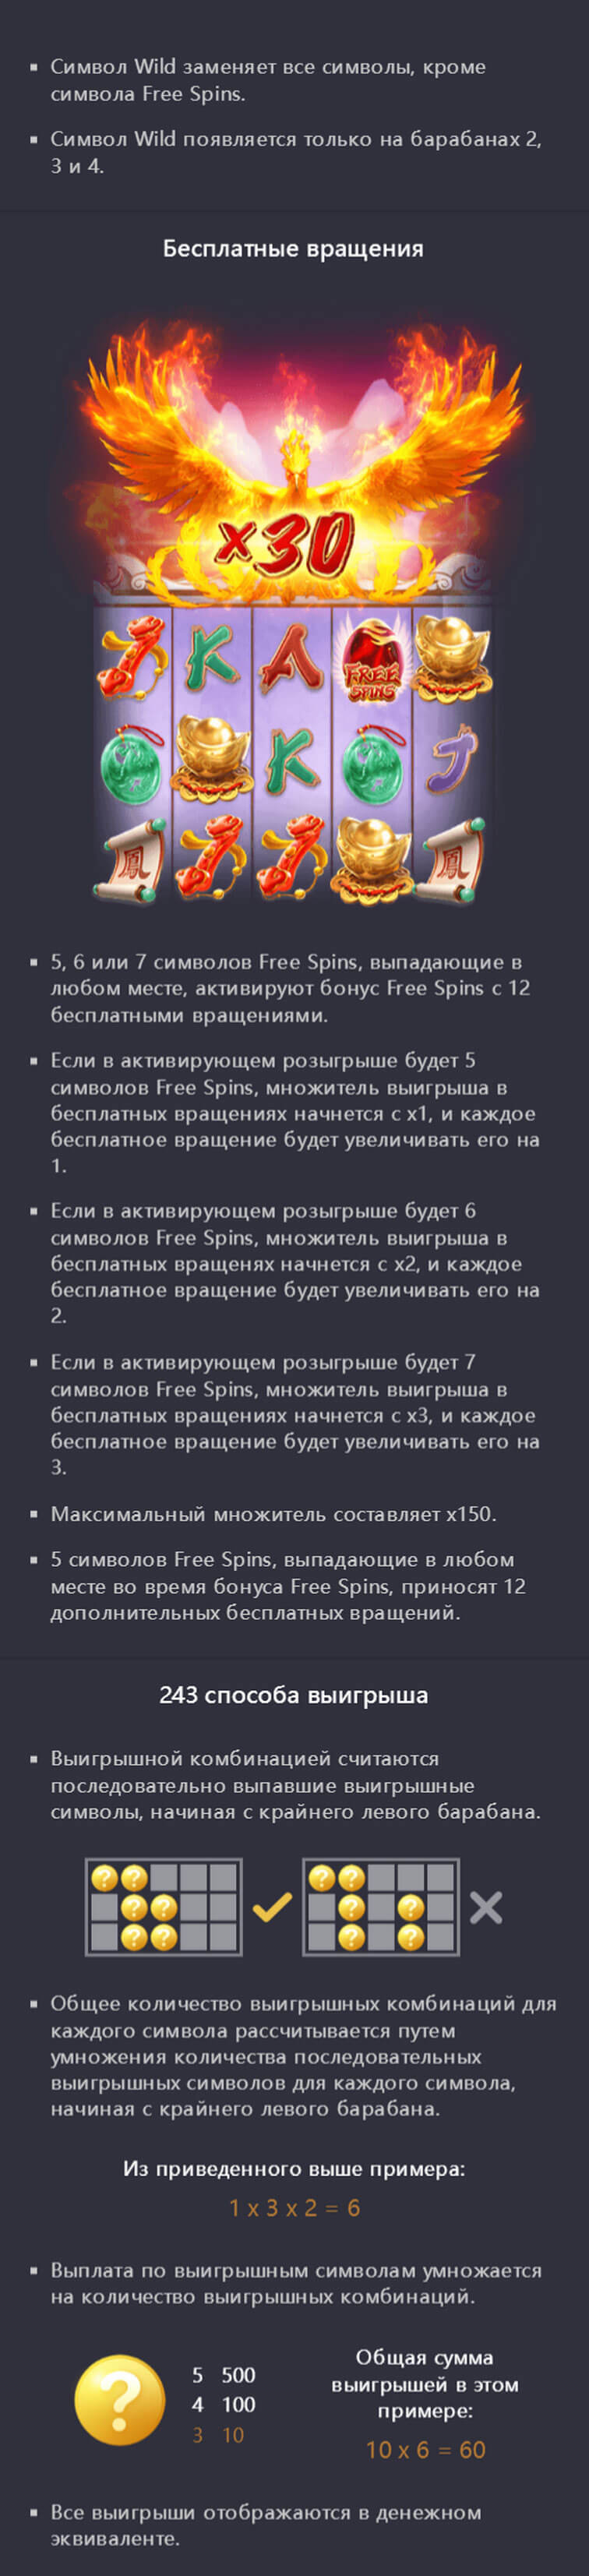 Символ Wild заменяет все символы, кроме
символа Free Spins.
Символ Wild появляется только на барабанах 2,
3 и 4.
Бесплатные вращения
x30
K
A
FREE
SPINS
K
J
鳳
鳳
5, 6 или 7 символов Free Spins, выпадающие в
любом месте, активируют бонус Free Spins с 12
бесплатными вращениями.
Если в активирующем розыгрыше будет 5
символов Free Spins, множитель выигрыша в
бесплатных вращениях начнется с x1, и каждое
бесплатное вращение будет увеличивать его на
1.
Если в активирующем розыгрыше будет 6
символов Free Spins, множитель выигрыша в
бесплатных вращенях начнется с x2, и каждое
бесплатное вращение будет увеличивать его на
2.
Если в активирующем розыгрыше будет 7
символов Free Spins, множитель выигрыша в
бесплатных вращениях начнется с x3, и каждое
бесплатное вращение будет увеличивать его на
3.
Максимальный множитель составляет x150.
5 символов Free Spins, выпадающие в любом
месте во время бонуса Free Spins, приносят 12
дополнительных бесплатных вращений.
243 способа выигрыша
Выигрышной комбинацией считаются
последовательно выпавшие выигрышные
символы, начиная с крайнего левого барабана.
? ? ? ?
? ? ? ?
? ? ? ?
Общее количество выигрышных комбинаций для
каждого символа рассчитывается путем
умножения количества последовательных
выигрышных символов для каждого символа,
начиная с крайнего левого барабана.
Из приведенного выше примера:
1 x 3 x 2 = 6
Выплата по выигрышным символам умножается
на количество выигрышных комбинаций.
?
5 500
4 100
3 10
Общая сумма
выигрышей в этом
примере:
10 x 6 = 60
Все выигрыши отображаются в денежном
эквиваленте.